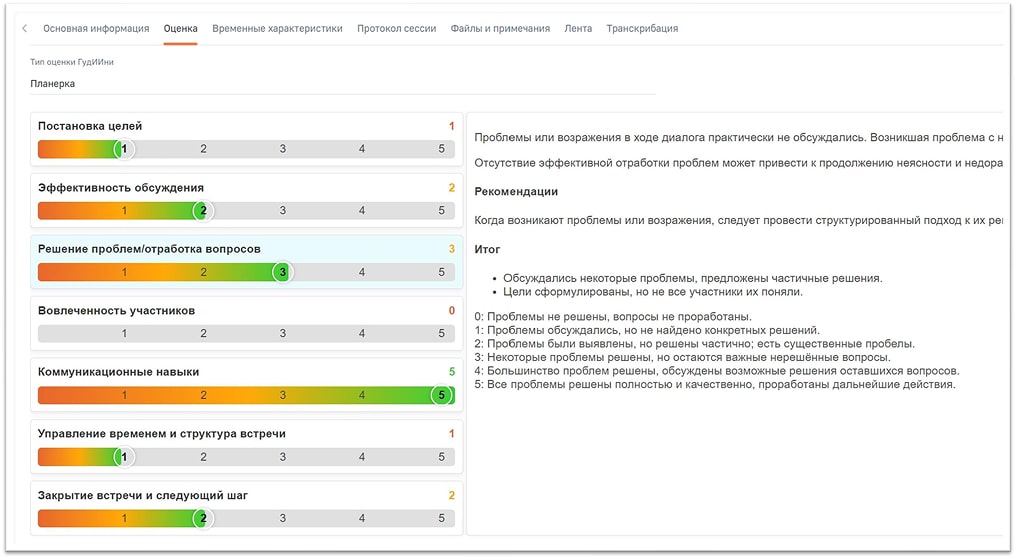 Основная информация Оценка Временные характеристики Протокол сессии Файлы и примечания Лента Транскрибация
Тип оценки ГудИИни
Планерка
Постановка целей 1
1 2 3 4 5
Эффективность обсуждения 2
1 2 3 4 5
Решение проблем/отработка вопросов 3
1 2 3 4 5
Вовлеченность участников 0
1 2 3 4 5
Коммуникационные навыки 5
1 2 3 4 5
Управление временем и структура встречи 1
1 2 3 4 5
Закрытие встречи и следующий шаг 2
1 2 3 4 5
Проблемы или возражения в ходе диалога практически не обсуждались. Возникшая проблема с н
Отсутствие эффективной отработки проблем может привести к продолжению неясности и недора
Рекомендации
Когда возникают проблемы или возражения, следует провести структурированный подход к их ре
Итог
• Обсуждались некоторые проблемы, предложены частичные решения.
• Цели сформулированы, но не все участники их поняли.
0: Проблемы не решены, вопросы не проработаны.
1: Проблемы обсуждались, но не найдено конкретных решений.
2: Проблемы были выявлены, но решены частично; есть существенные пробелы.
3: Некоторые проблемы решены, но остаются важные нерешённые вопросы.
4: Большинство проблем решены, обсуждены возможные решения оставшихся вопросов.
5: Все проблемы решены полностью и качественно, проработаны дальнейшие действия.